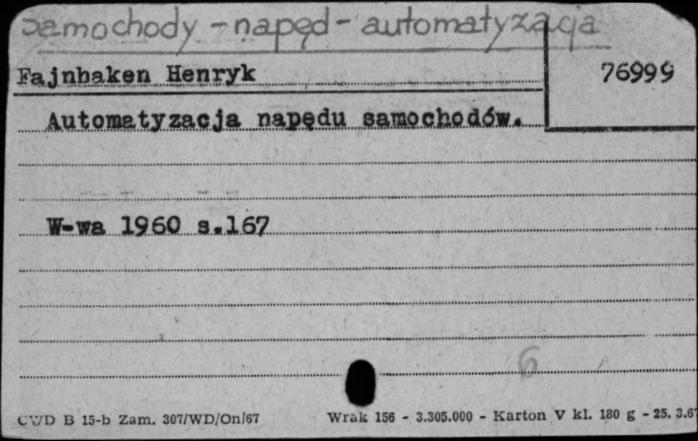 samochody - napęd - automatyzacja
Fajnhaken Henryk
76999
Automatyzacja napędu samochodów.
W-wa 1960 s.167
6
CWD B 15-b Zam. 307/WD/On/67 Wrak 156 - 3.305.000 - Karton V kl. 180 g - 25. 3.67